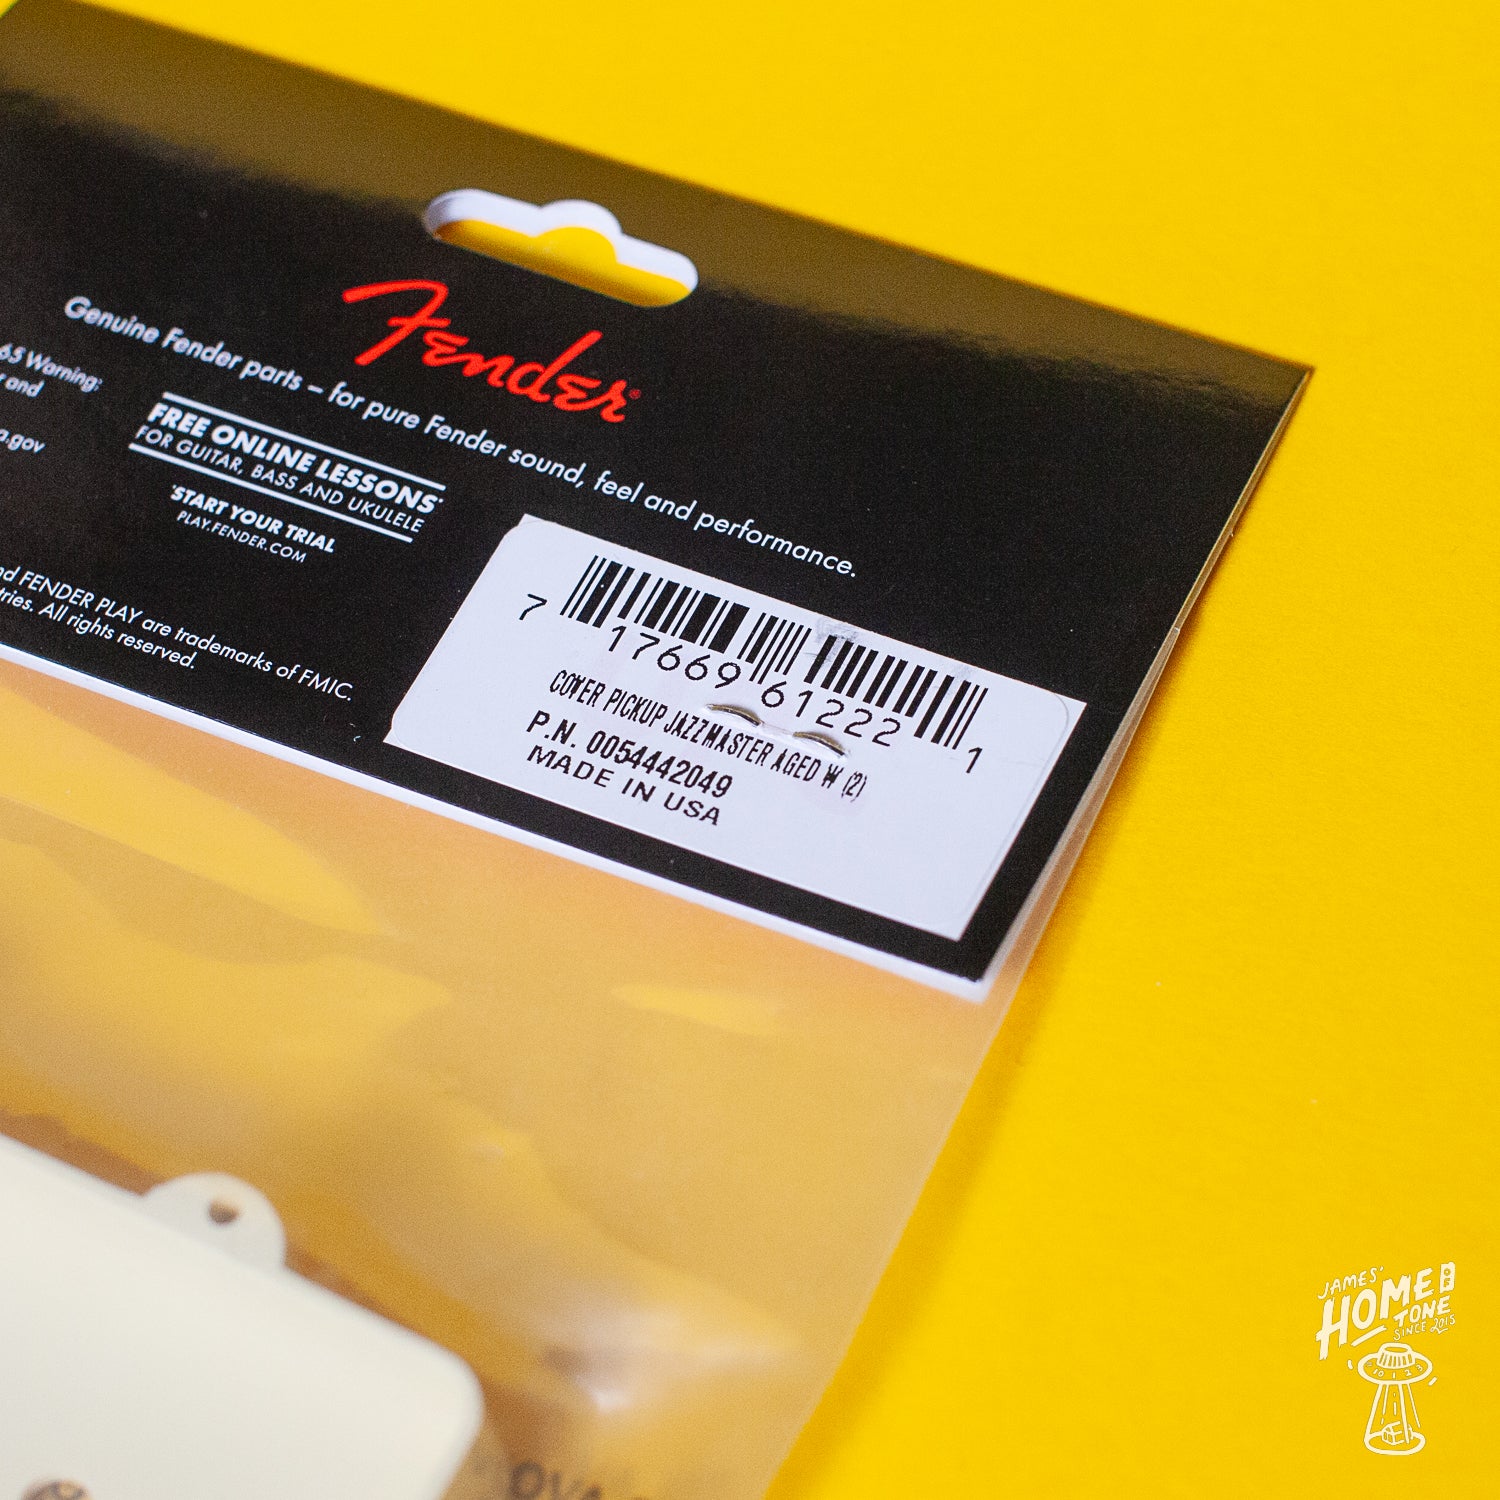 Fender®
Genuine Fender parts – for pure Fender sound, feel and performance.
65 Warning:
and
.gov
FREE ONLINE LESSONS*
FOR GUITAR, BASS AND UKULELE
*START YOUR TRIAL
PLAY.FENDER.COM
FENDER PLAY are trademarks of FMIC.
All rights reserved.
7 17669 61222 1
COVER PICKUP JAZZMASTER AGED W (2)
P.N. 0054442049
MADE IN USA
JAMES'
HOME OF
TONE
SINCE 2015